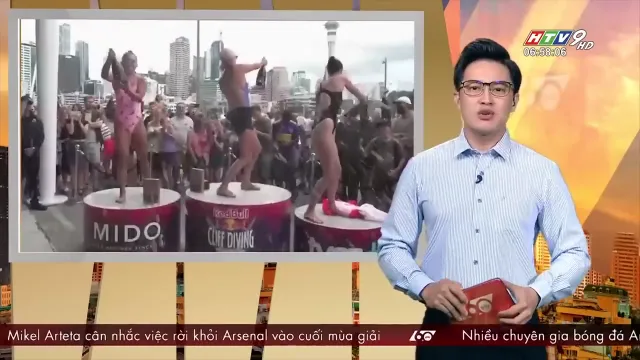 HTV9 HD
06:58:06
MIDO
Red Bull
CLIFF DIVING
Mikel Arteta cân nhắc việc rời khỏi Arsenal vào cuối mùa giải
60
Nhiều chuyên gia bóng đá A